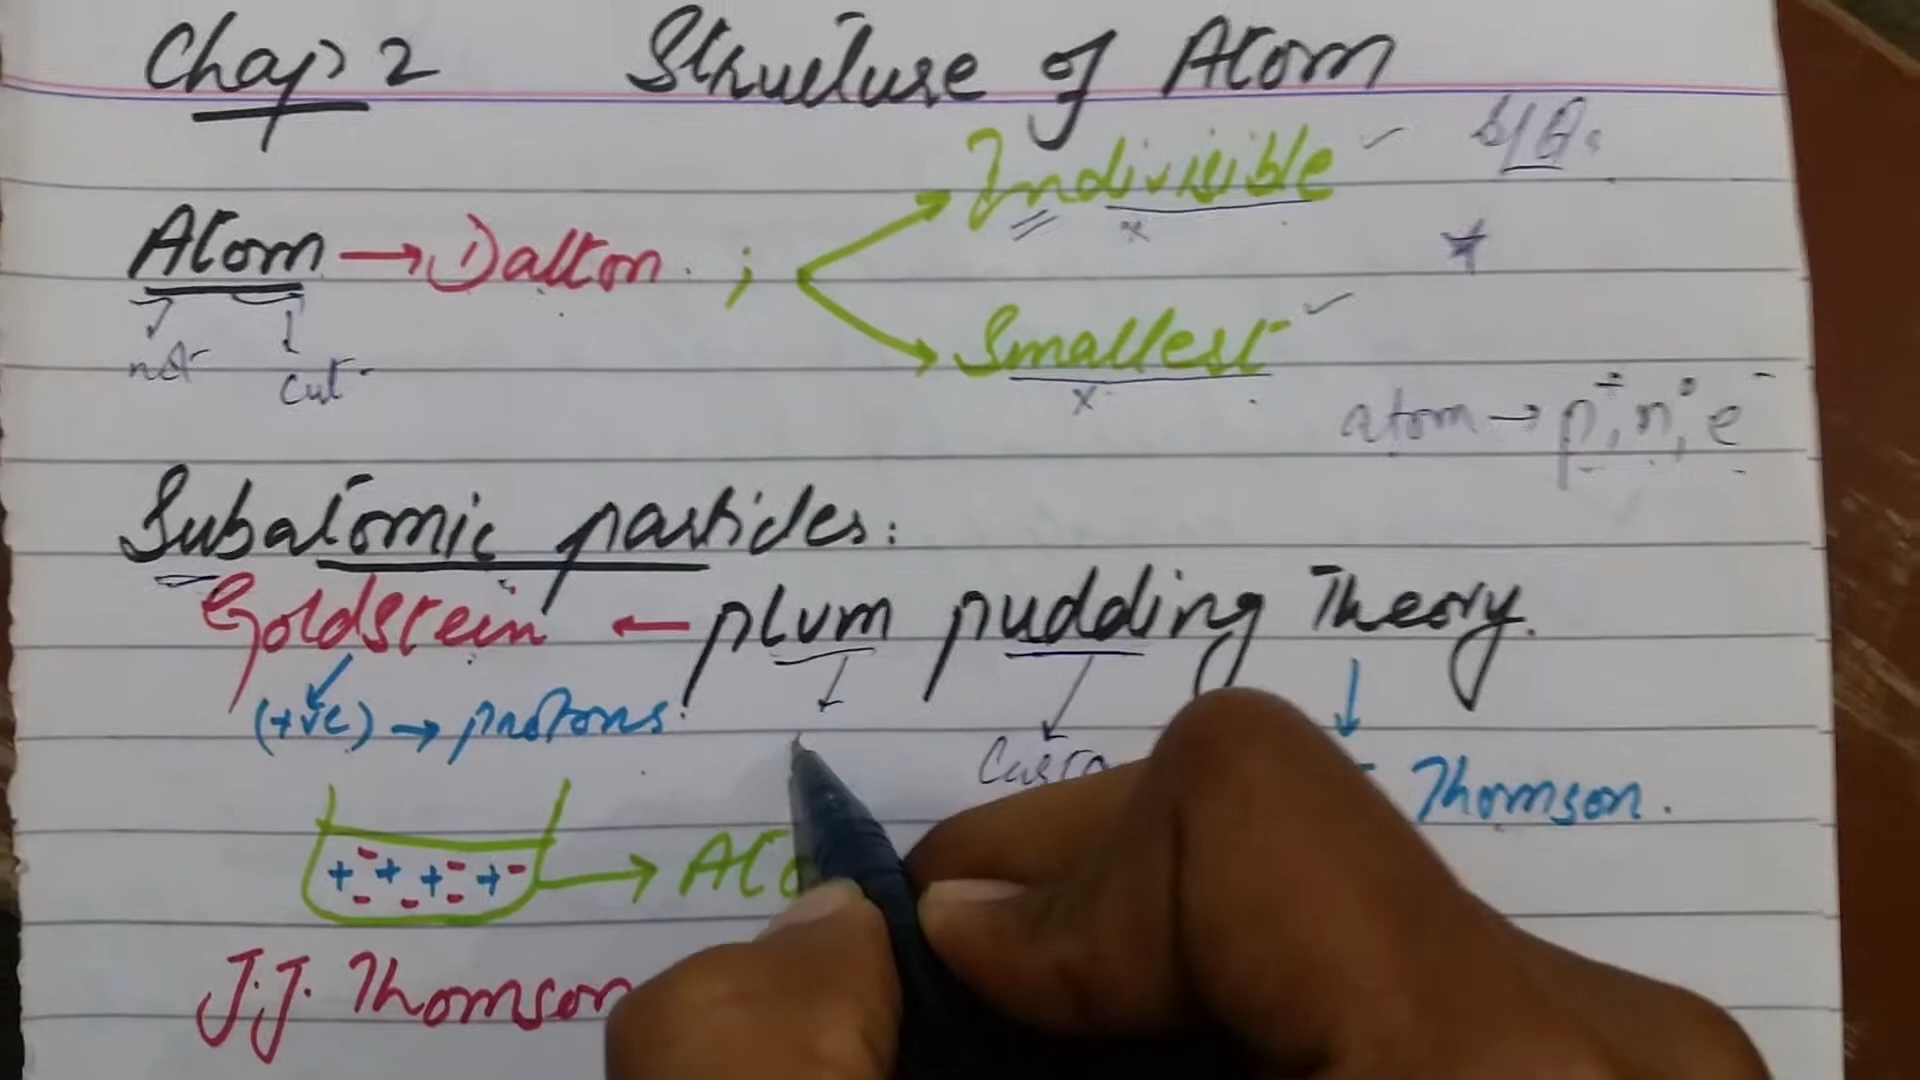 Chap 2 Structure of Atom
Indivisible ✓ S/A.
x
Atom → Dalton. ;
not cut
Smallest ✓
x
atom → p⁺, n⁰, e⁻
Subatomic particles:
Goldstein ← plum pudding Theory.
(+ve) → protons.
Thomson.
+ - + - + - + -
- - -
→
J.J. Thomson